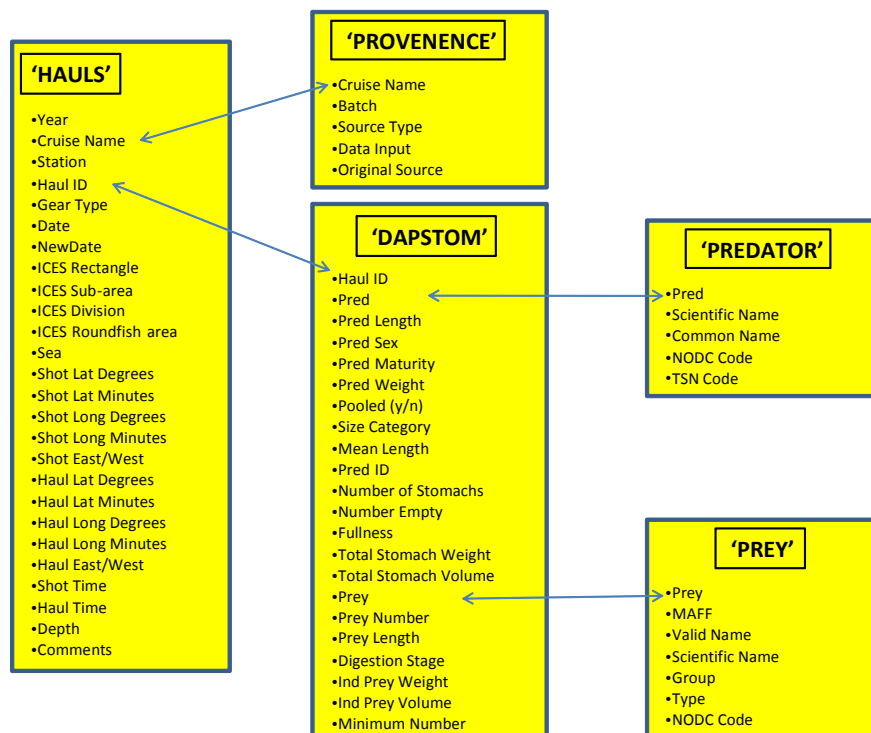 ‘HAULS’
•Year
•Cruise Name
•Station
•Haul ID
•Gear Type
•Date
•NewDate
•ICES Rectangle
•ICES Sub-area
•ICES Division
•ICES Roundfish area
•Sea
•Shot Lat Degrees
•Shot Lat Minutes
•Shot Long Degrees
•Shot Long Minutes
•Shot East/West
•Haul Lat Degrees
•Haul Lat Minutes
•Haul Long Degrees
•Haul Long Minutes
•Haul East/West
•Shot Time
•Haul Time
•Depth
•Comments
‘PROVENENCE’
•Cruise Name
•Batch
•Source Type
•Data Input
•Original Source
‘DAPSTOM’
•Haul ID
•Pred
•Pred Length
•Pred Sex
•Pred Maturity
•Pred Weight
•Pooled (y/n)
•Size Category
•Mean Length
•Pred ID
•Number of Stomachs
•Number Empty
•Fullness
•Total Stomach Weight
•Total Stomach Volume
•Prey
•Prey Number
•Prey Length
•Digestion Stage
•Ind Prey Weight
•Ind Prey Volume
•Minimum Number
‘PREDATOR’
•Pred
•Scientific Name
•Common Name
•NODC Code
•TSN Code
‘PREY’
•Prey
•MAFF
•Valid Name
•Scientific Name
•Group
•Type
•NODC Code